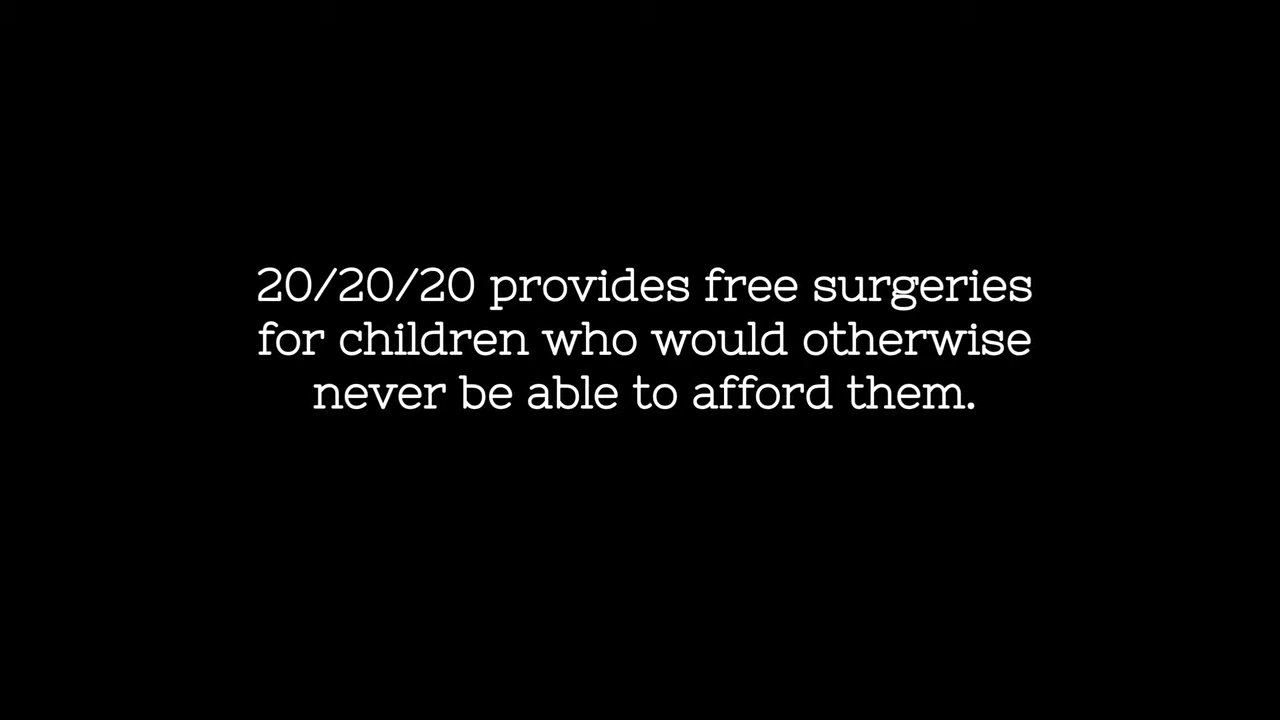 20/20/20 provides free surgeries
for children who would otherwise
never be able to afford them.